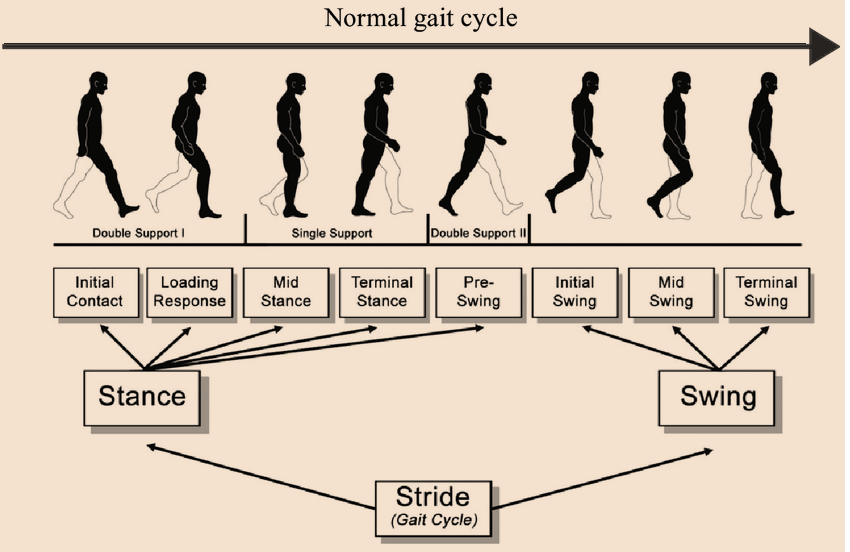 Normal gait cycle
Double Support I
Single Support
Double Support II
Initial
Contact
Loading
Response
Mid
Stance
Terminal
Stance
Pre-
Swing
Initial
Swing
Mid
Swing
Terminal
Swing
Stance
Swing
Stride
(Gait Cycle)